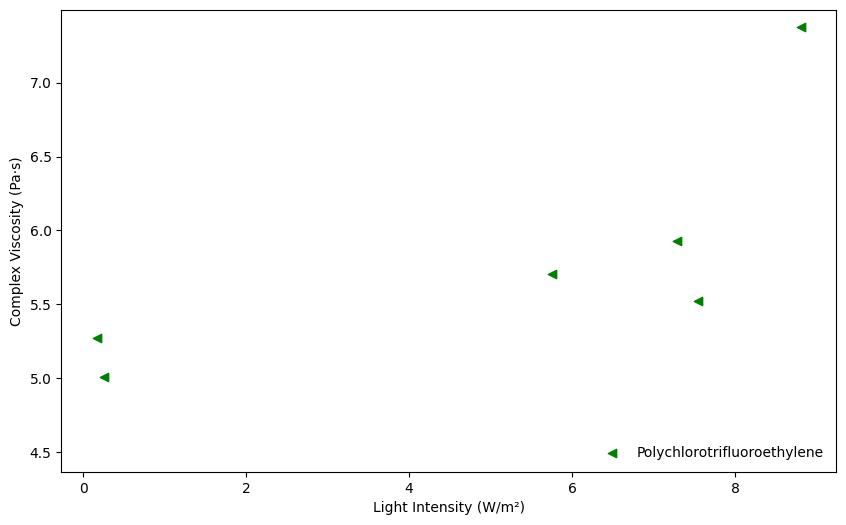 7.0
6.5
6.0
5.5
5.0
4.5
Complex Viscosity (Pa·s)
Polychlorotrifluoroethylene
0 2 4 6 8
Light Intensity (W/m²)